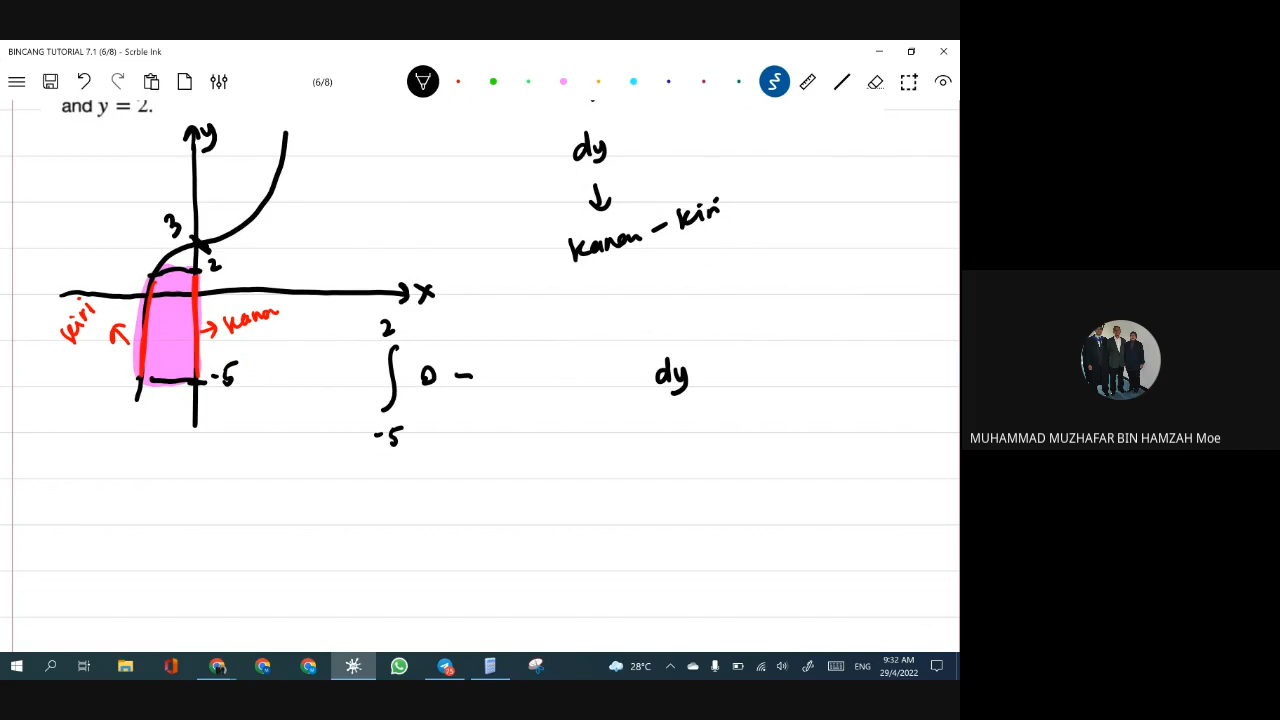 BINCANG TUTORIAL 7.1 (6/8) - Scrble Ink
(6/8)
and y = 2.
y
dy
↓
kanan - kiri
3
2
x
kiri
→ kanan
-5
2
∫ 0 - dy
-5
MUHAMMAD MUZHAFAR BIN HAMZAH Moe
28°C
ENG
9:32 AM
29/4/2022